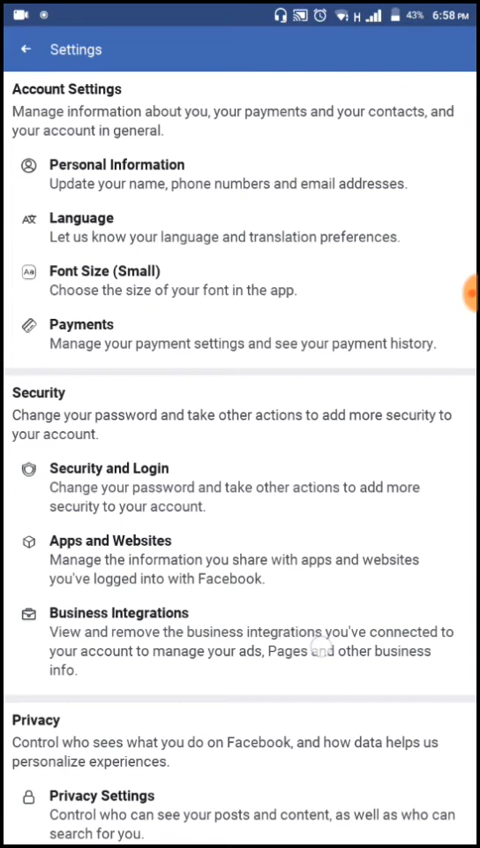 H 43% 6:58 PM
Settings
Account Settings
Manage information about you, your payments and your contacts, and
your account in general.
Personal Information
Update your name, phone numbers and email addresses.
Language
Let us know your language and translation preferences.
Aa
Font Size (Small)
Choose the size of your font in the app.
Payments
Manage your payment settings and see your payment history.
Security
Change your password and take other actions to add more security to
your account.
Security and Login
Change your password and take other actions to add more
security to your account.
Apps and Websites
Manage the information you share with apps and websites
you've logged into with Facebook.
Business Integrations
View and remove the business integrations you've connected to
your account to manage your ads, Pages and other business
info.
Privacy
Control who sees what you do on Facebook, and how data helps us
personalize experiences.
Privacy Settings
Control who can see your posts and content, as well as who can
search for you.